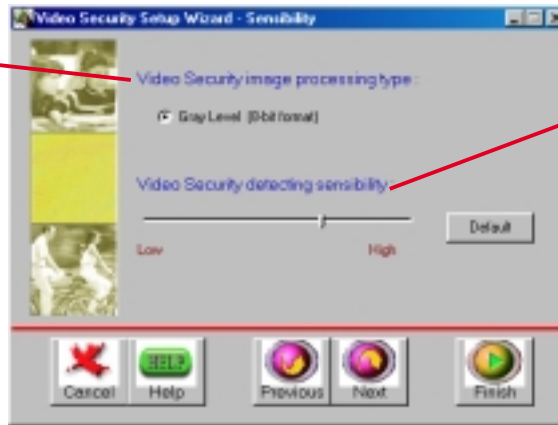 Video Security Setup Wizard - Sensibility
Video Security image processing type :
Gray Level (8-bit format)
Video Security detecting sensibility :
Default
Low High
HELP
Cancel Help Previous Next Finish